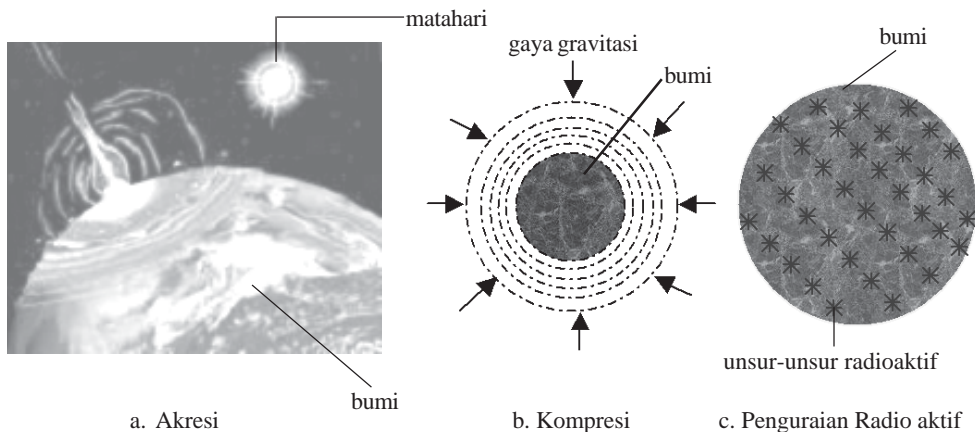 matahari
bumi
a. Akresi
gaya gravitasi
bumi
b. Kompresi
bumi
unsur-unsur radioaktif
c. Penguraian Radio aktif